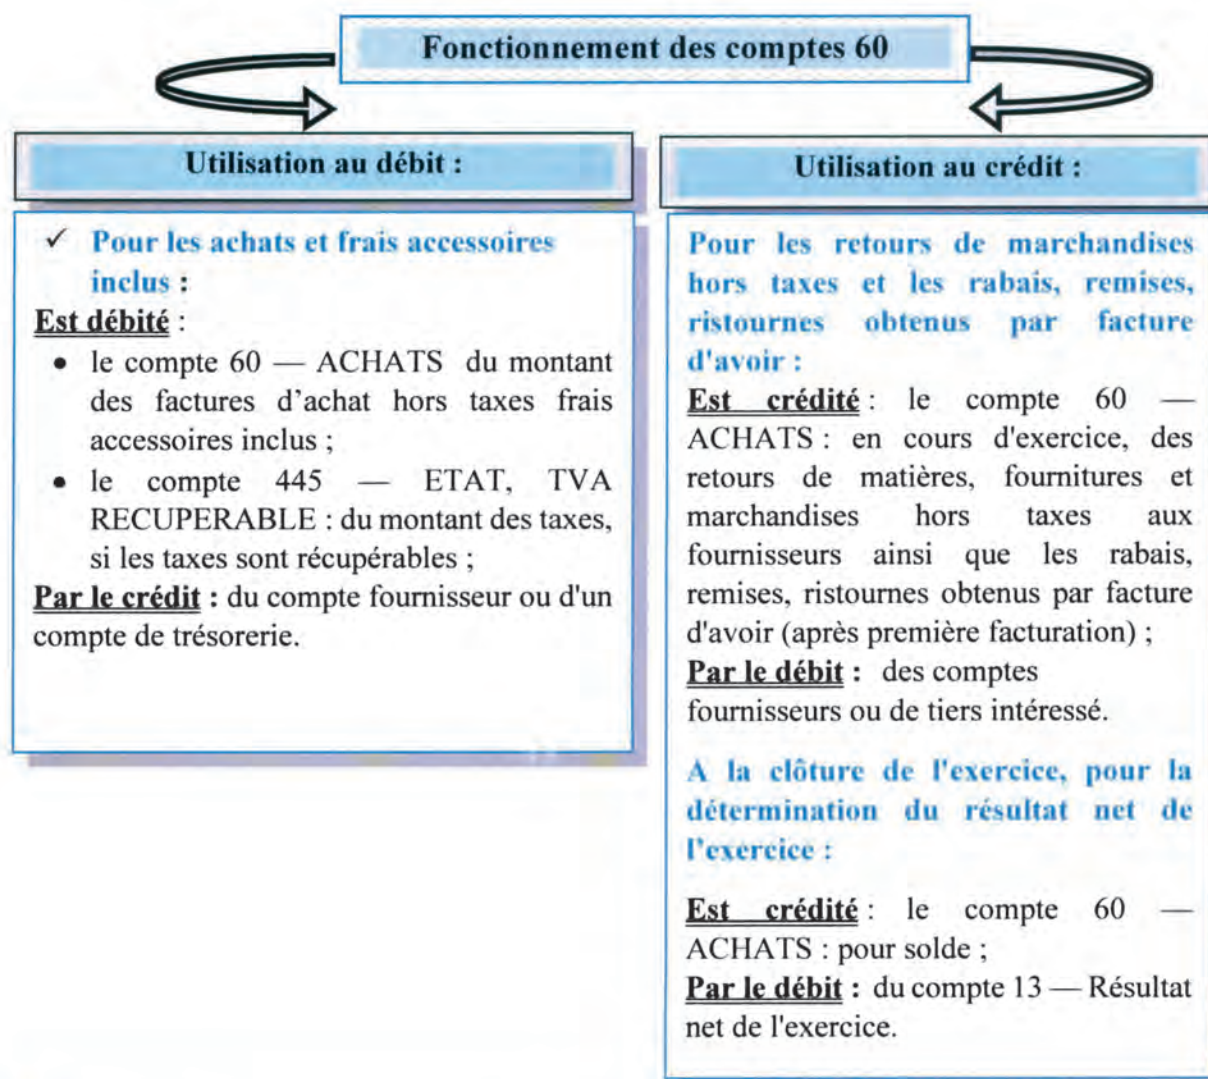 Fonctionnement des comptes 60
Utilisation au débit :
✓ Pour les achats et frais accessoires
inclus :
Est débité :
• le compte 60 — ACHATS du montant
des factures d’achat hors taxes frais
accessoires inclus ;
• le compte 445 — ETAT, TVA
RECUPERABLE : du montant des taxes,
si les taxes sont récupérables ;
Par le crédit : du compte fournisseur ou d'un
compte de trésorerie.
Utilisation au crédit :
Pour les retours de marchandises
hors taxes et les rabais, remises,
ristournes obtenus par facture
d'avoir :
Est crédité : le compte 60 —
ACHATS : en cours d'exercice, des
retours de matières, fournitures et
marchandises hors taxes aux
fournisseurs ainsi que les rabais,
remises, ristournes obtenus par facture
d'avoir (après première facturation) ;
Par le débit : des comptes
fournisseurs ou de tiers intéressé.
A la clôture de l'exercice, pour la
détermination du résultat net de
l’exercice :
Est crédité : le compte 60 —
ACHATS : pour solde ;
Par le débit : du compte 13 — Résultat
net de l'exercice.